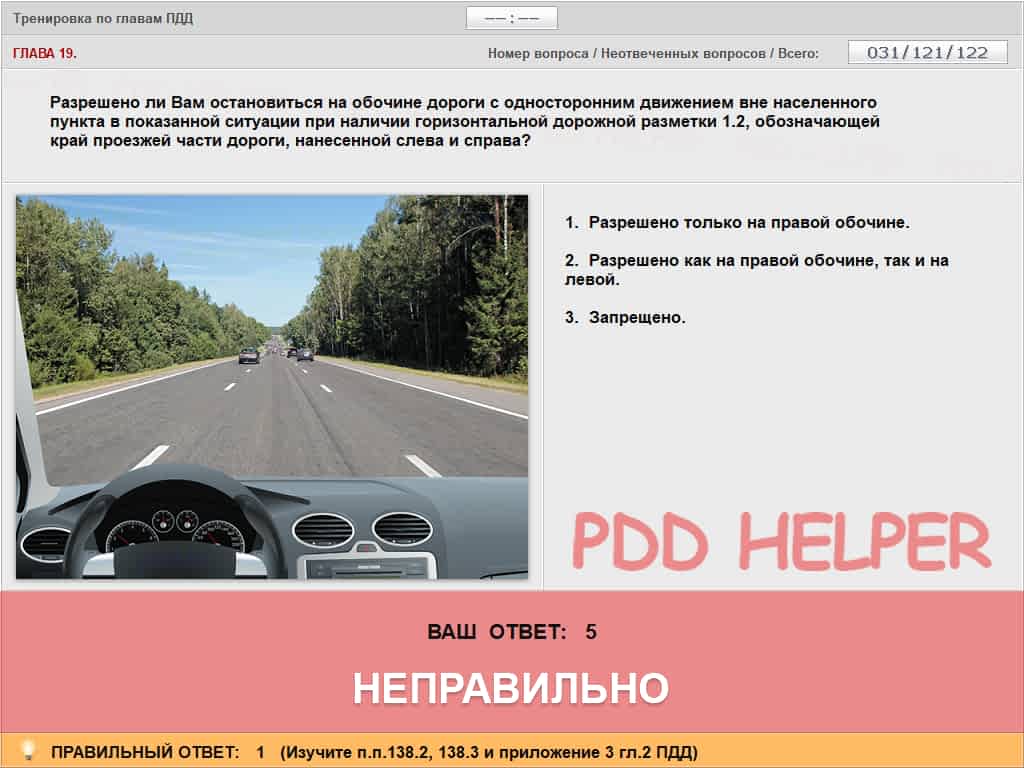 Тренировка по главам ПДД
—— : ——
ГЛАВА 19.
Номер вопроса / Неотвеченных вопросов / Всего:
031/121/122
Разрешено ли Вам остановиться на обочине дороги с односторонним движением вне населенного
пункта в показанной ситуации при наличии горизонтальной дорожной разметки 1.2, обозначающей
край проезжей части дороги, нанесенной слева и справа?
1. Разрешено только на правой обочине.
2. Разрешено как на правой обочине, так и на
левой.
3. Запрещено.
PDD HELPER
ВАШ ОТВЕТ: 5
НЕПРАВИЛЬНО
ПРАВИЛЬНЫЙ ОТВЕТ: 1 (Изучите п.п.138.2, 138.3 и приложение 3 гл.2 ПДД)